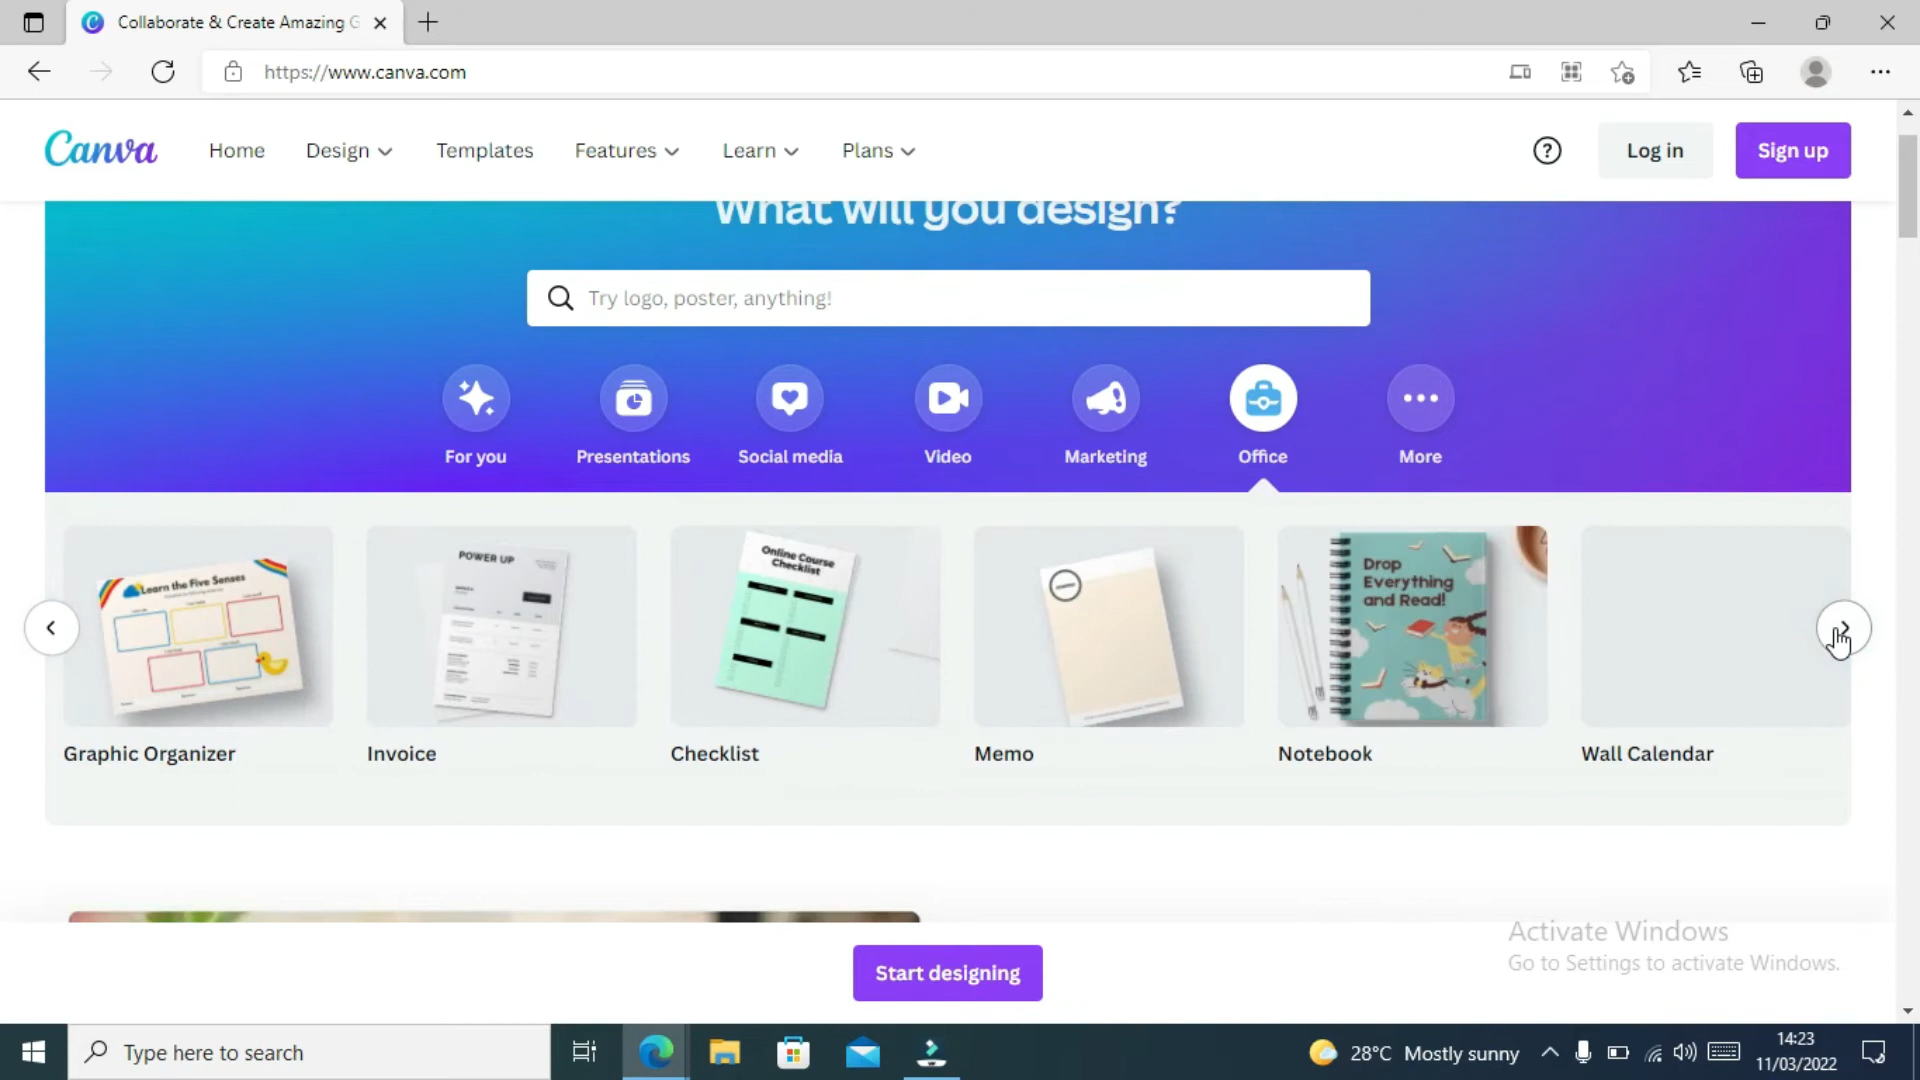 Collaborate & Create Amazing G
https://www.canva.com
Canva
Home
Design
Templates
Features
Learn
Plans
Log in
Sign up
What will you design?
Try logo, poster, anything!
For you
Presentations
Social media
Video
Marketing
Office
More
Learn the Five Senses
POWER UP
Online Course
Checklist
Drop
Everything
and Read!
Graphic Organizer
Invoice
Checklist
Memo
Notebook
Wall Calendar
Start designing
Activate Windows
Go to Settings to activate Windows.
Type here to search
28°C Mostly sunny
14:23
11/03/2022